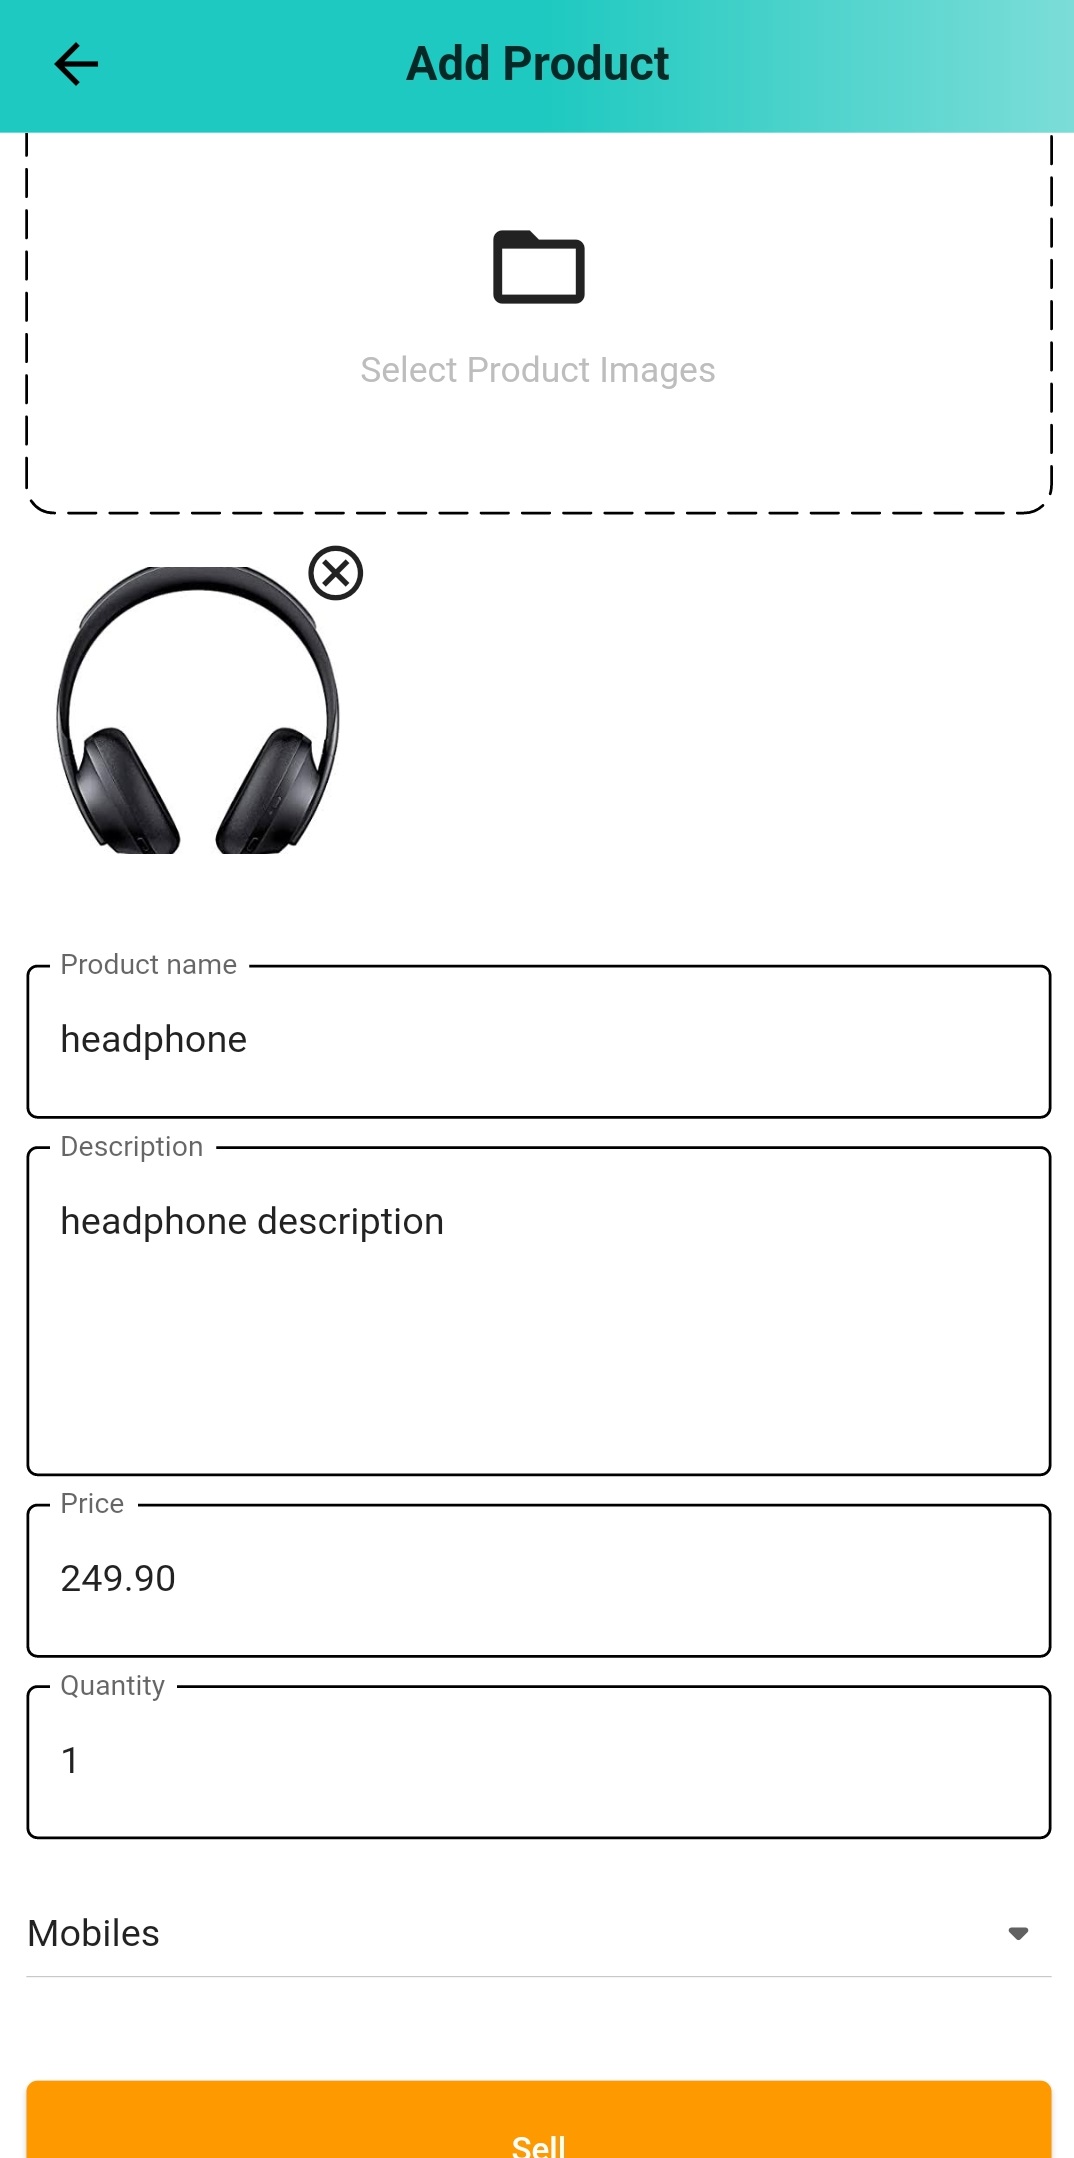 Add Product
Select Product Images
Product name
headphone
Description
headphone description
Price
249.90
Quantity
1
Mobiles
Sell